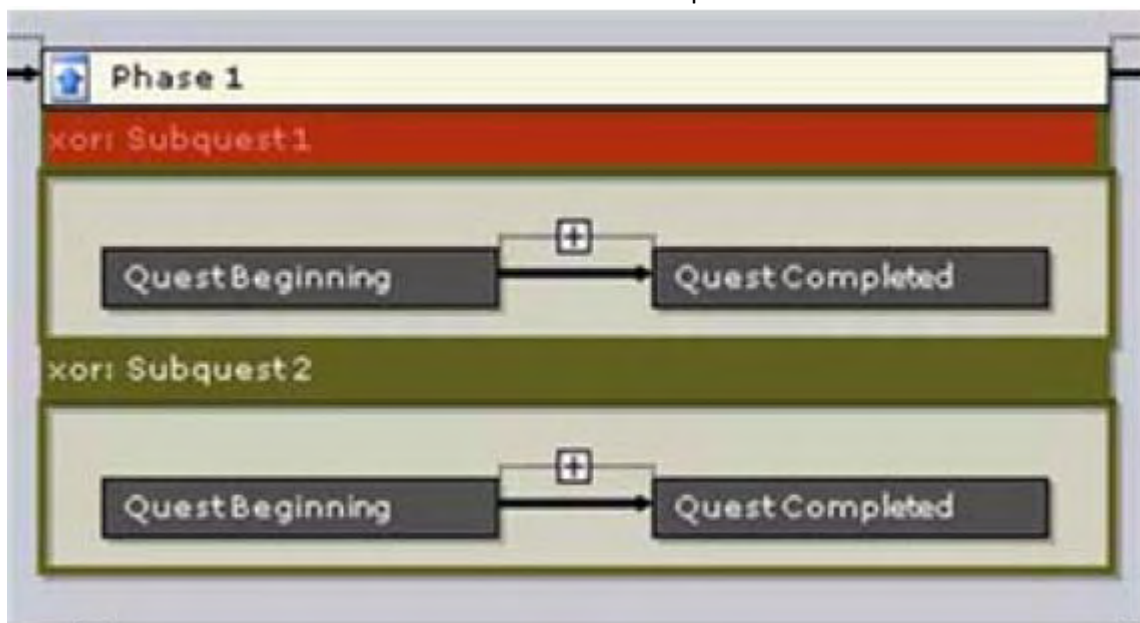 Phase 1
xor: Subquest1
Quest Beginning
Quest Completed
xor: Subquest2
Quest Beginning
Quest Completed